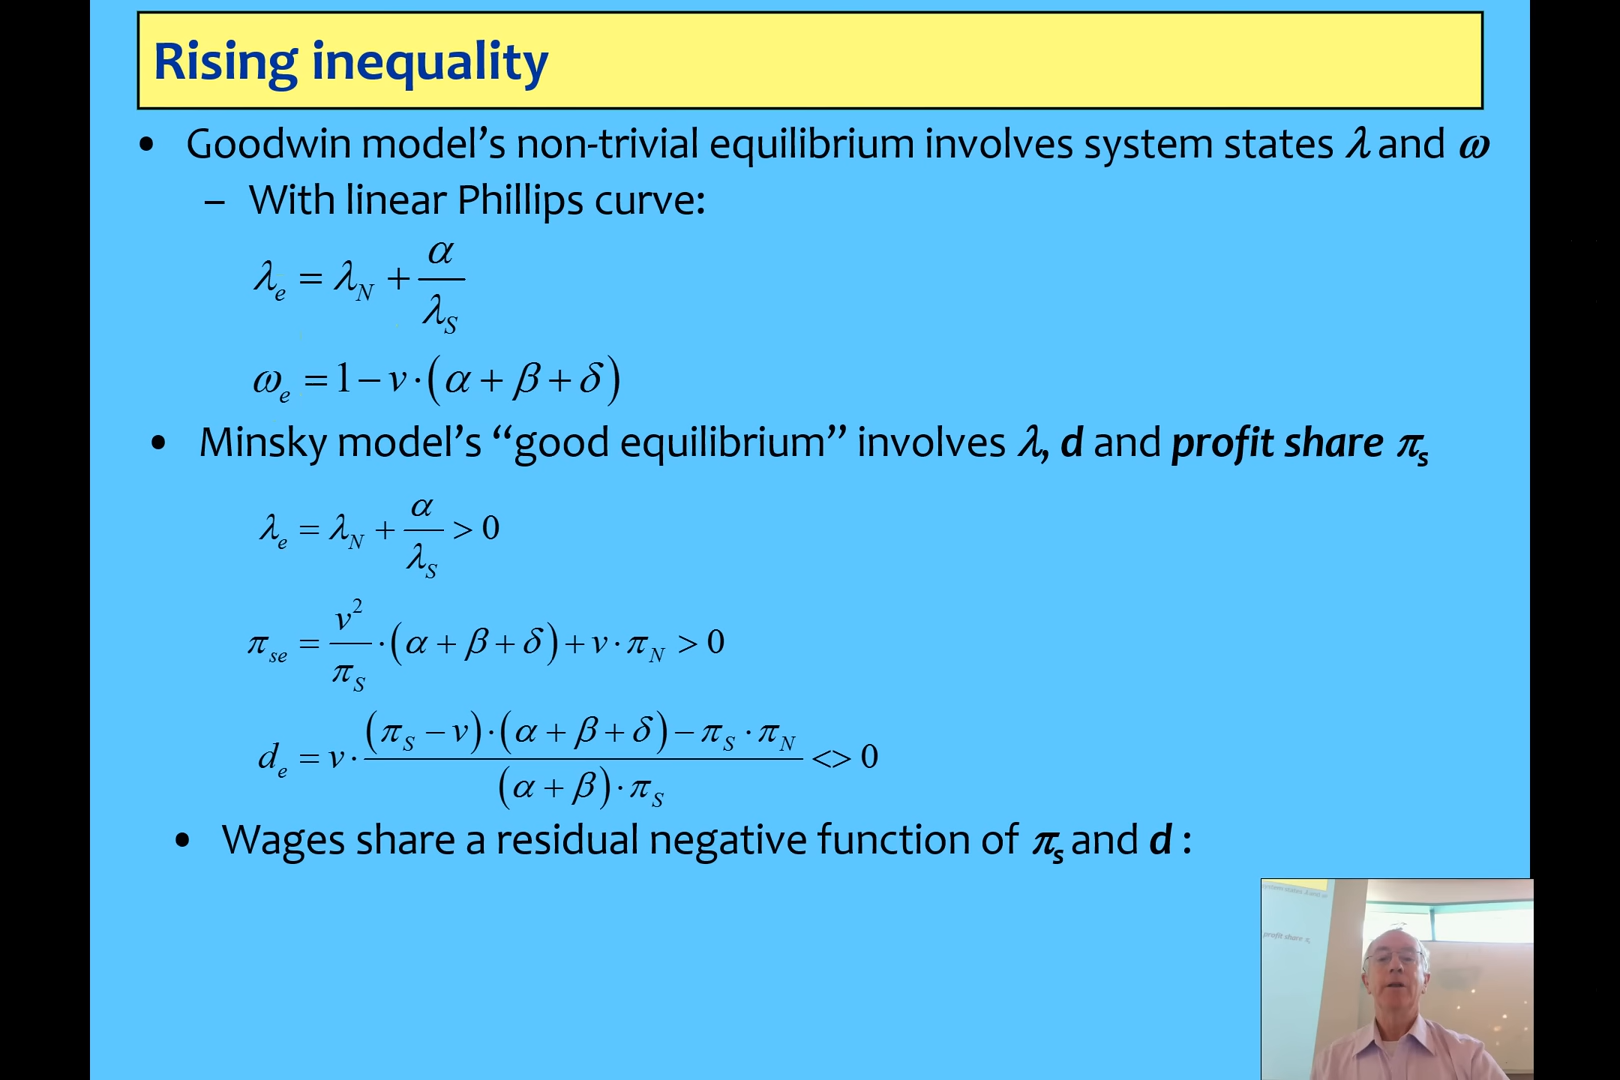 Rising inequality
• Goodwin model's non-trivial equilibrium involves system states λ and ω
– With linear Phillips curve:
λ_e = λ_N + α/λ_S
ω_e = 1 − v·(α + β + δ)
• Minsky model's “good equilibrium” involves λ, d and profit share π_s
λ_e = λ_N + α/λ_S > 0
π_se = v²/π_S·(α + β + δ) + v·π_N > 0
d_e = v·((π_S − v)·(α + β + δ) − π_S·π_N)/((α + β)·π_S) <> 0
• Wages share a residual negative function of π_s and d :
profit share π